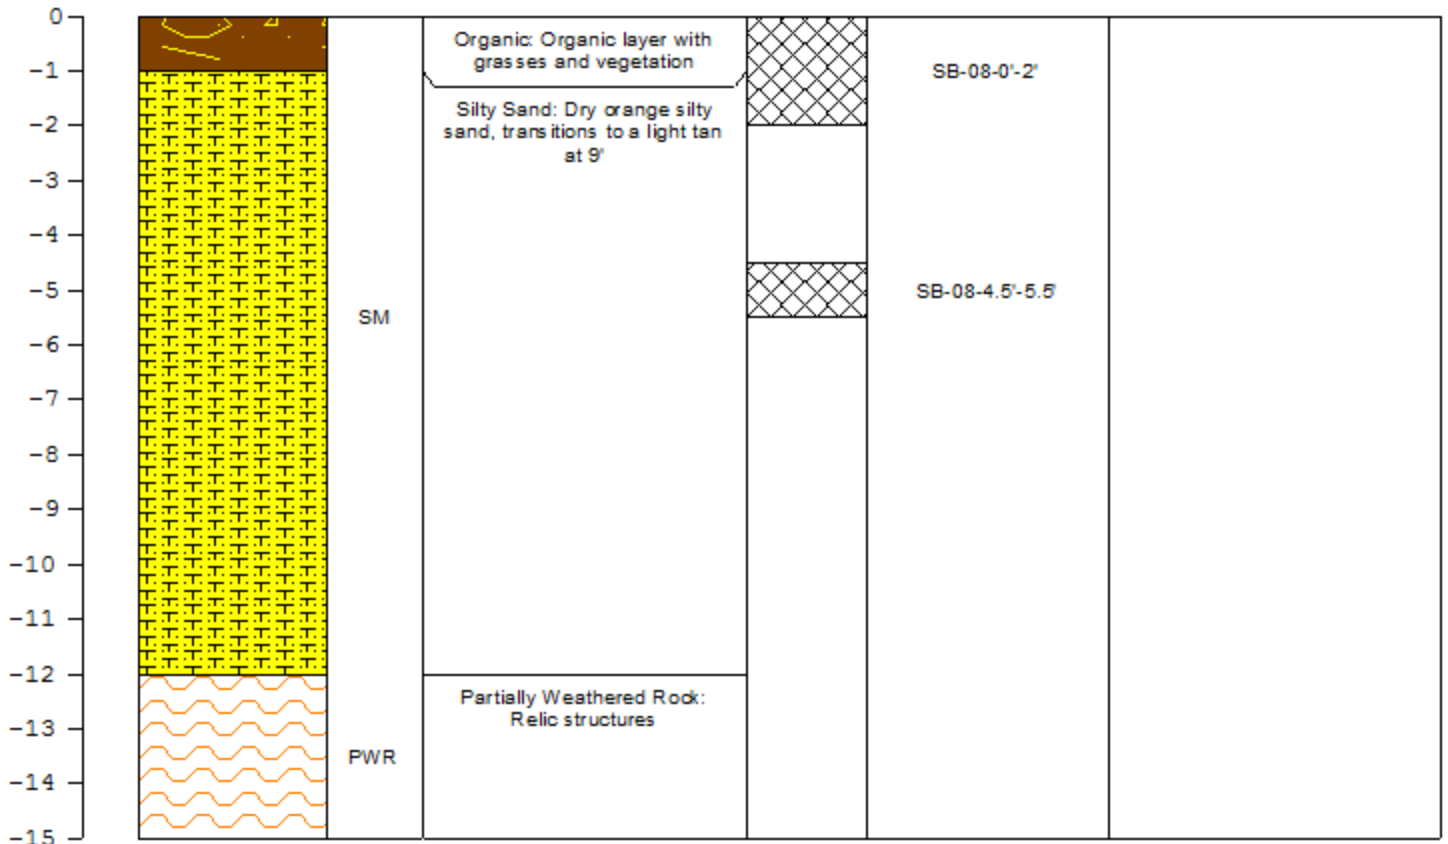 0
Organic: Organic layer with
grasses and vegetation
-1
SB-08-0'-2'
Silty Sand: Dry orange silty
sand, transitions to a light tan
at 9'
-2
-3
-4
-5
SB-08-4.5'-5.5'
SM
-6
-7
-8
-9
-10
-11
-12
Partially Weathered Rock:
Relic structures
-13
PWR
-14
-15